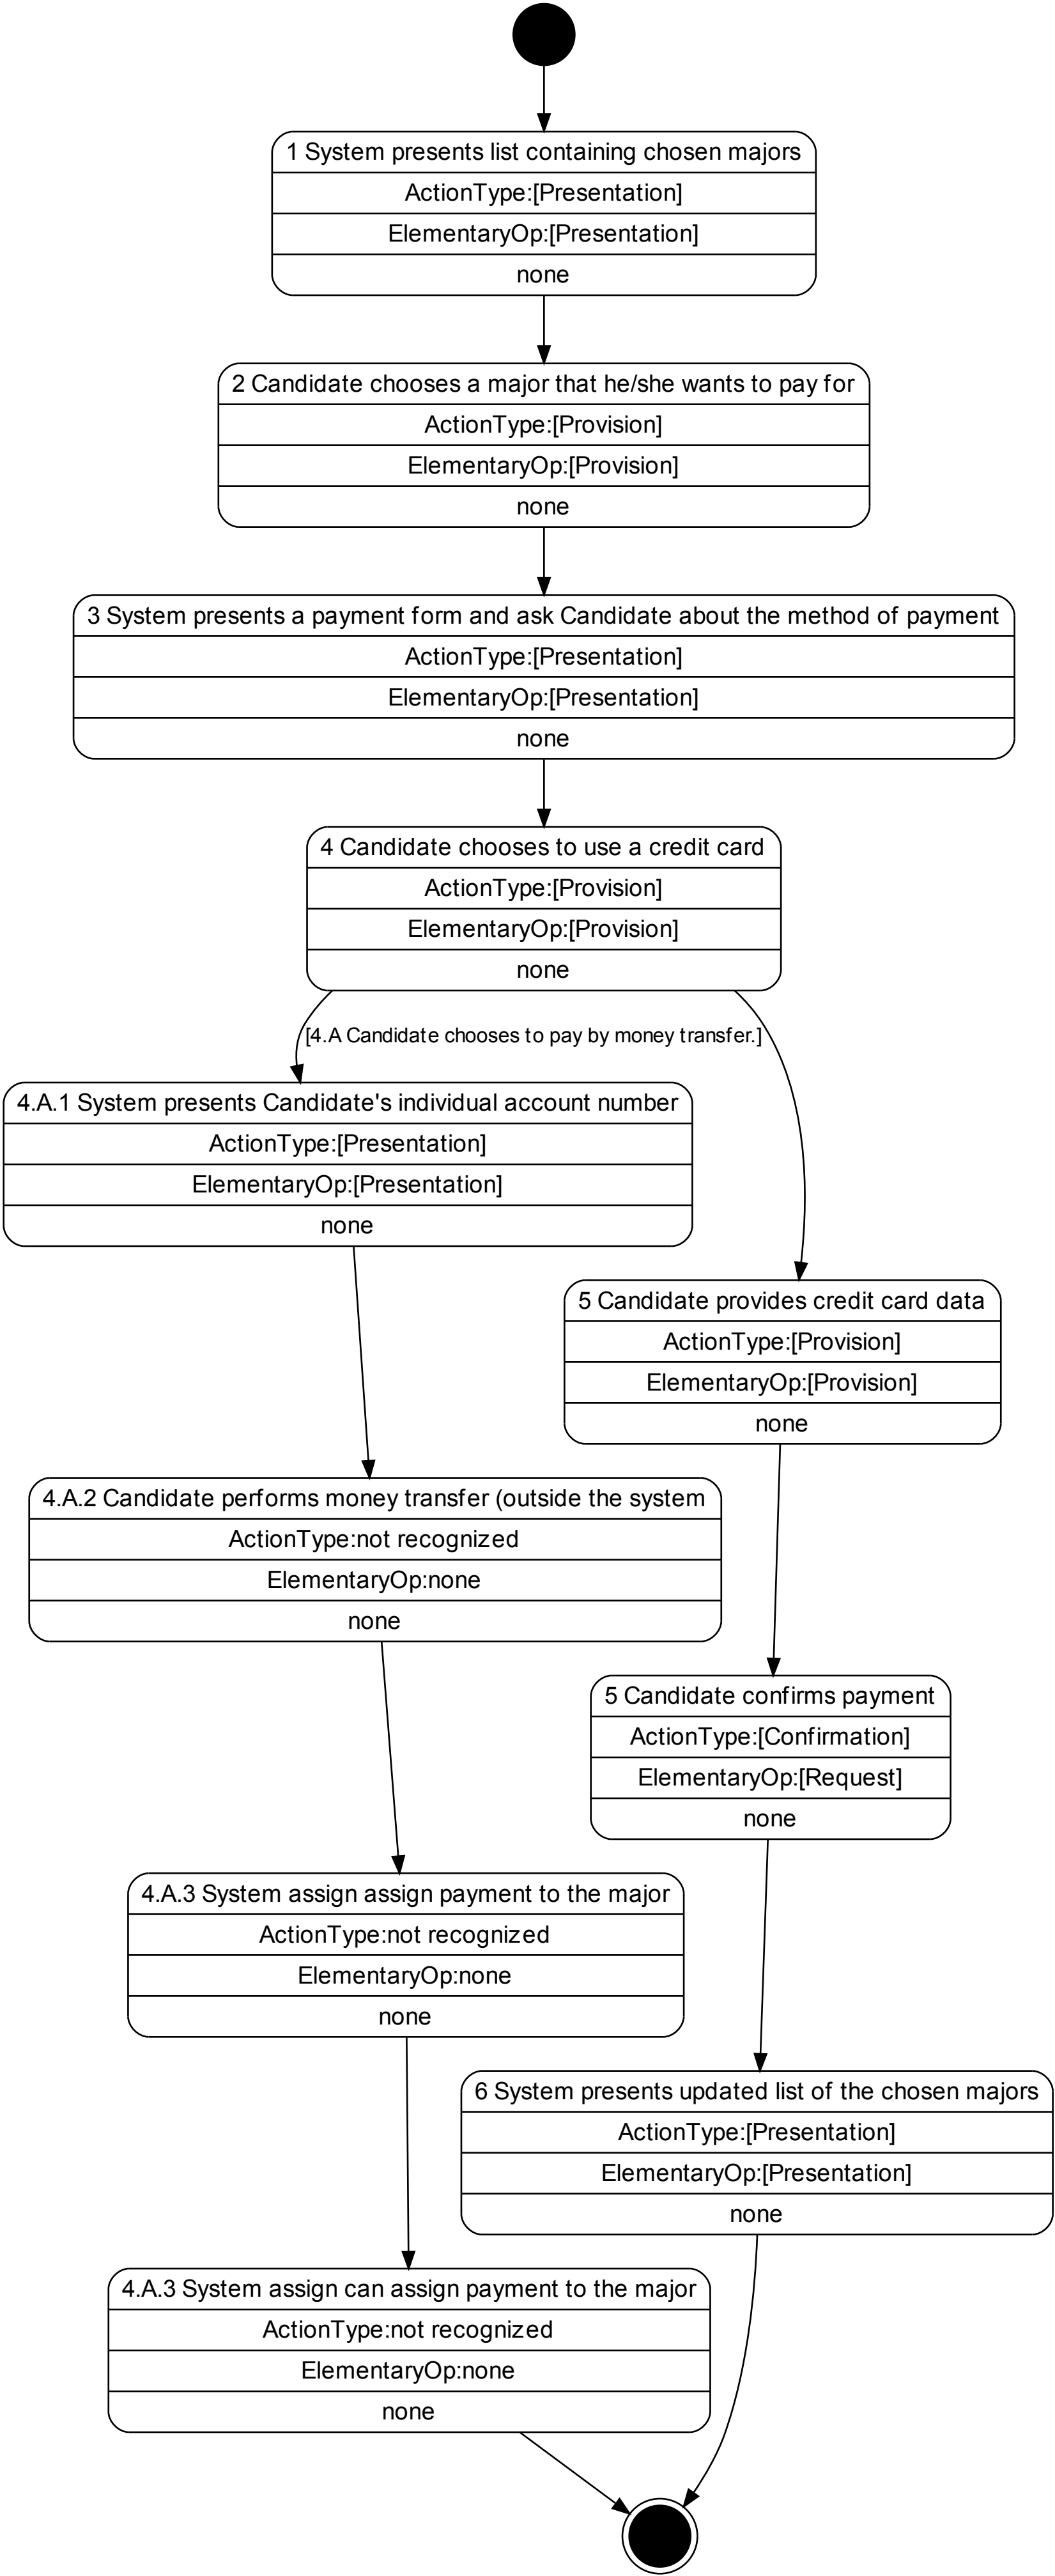 1 System presents list containing chosen majors
ActionType:[Presentation]
ElementaryOp:[Presentation]
none
2 Candidate chooses a major that he/she wants to pay for
ActionType:[Provision]
ElementaryOp:[Provision]
none
3 System presents a payment form and ask Candidate about the method of payment
ActionType:[Presentation]
ElementaryOp:[Presentation]
none
4 Candidate chooses to use a credit card
ActionType:[Provision]
ElementaryOp:[Provision]
none
[4.A Candidate chooses to pay by money transfer.]
4.A.1 System presents Candidate's individual account number
ActionType:[Presentation]
ElementaryOp:[Presentation]
none
5 Candidate provides credit card data
ActionType:[Provision]
ElementaryOp:[Provision]
none
4.A.2 Candidate performs money transfer (outside the system
ActionType:not recognized
ElementaryOp:none
none
5 Candidate confirms payment
ActionType:[Confirmation]
ElementaryOp:[Request]
none
4.A.3 System assign assign payment to the major
ActionType:not recognized
ElementaryOp:none
none
6 System presents updated list of the chosen majors
ActionType:[Presentation]
ElementaryOp:[Presentation]
none
4.A.3 System assign can assign payment to the major
ActionType:not recognized
ElementaryOp:none
none